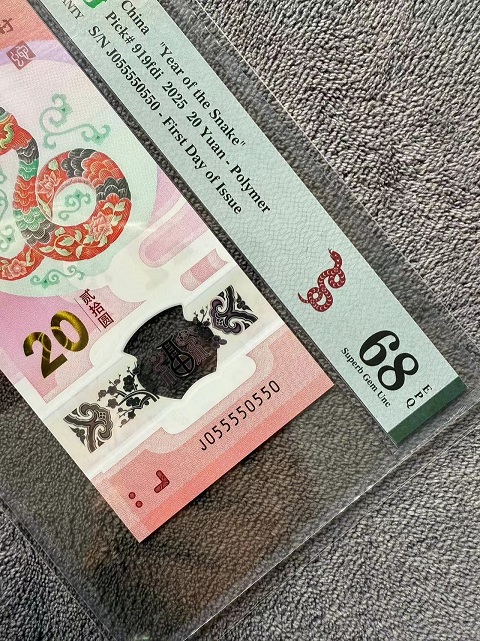 NTY
China "Year of the Snake"
Pick# 919fdi 2025 20 Yuan - Polymer
S/N J055550550 - First Day of Issue
20
贰拾圆
J055550550
68
EPQ
Superb Gem Unc